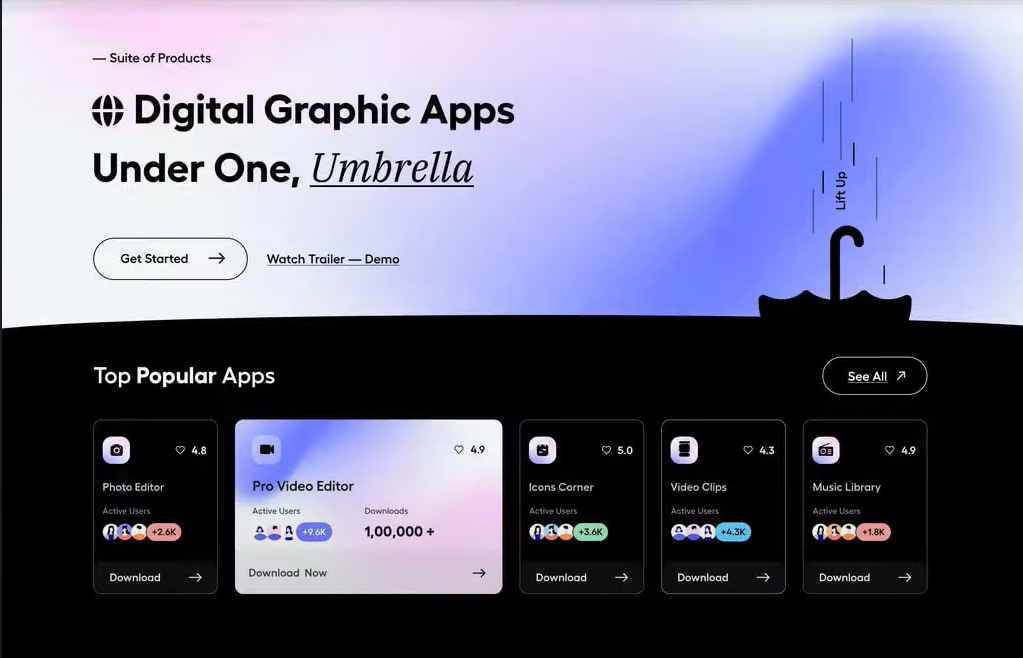 — Suite of Products
Digital Graphic Apps
Under One, Umbrella
Get Started
Watch Trailer — Demo
Lift Up
Top Popular Apps
See All
4.8
Photo Editor
Active Users
+2.6K
Download
4.9
Pro Video Editor
Active Users
Downloads
+9.6K
1,00,000 +
Download Now
5.0
Icons Corner
Active Users
+3.6K
Download
4.3
Video Clips
Active Users
+4.3K
Download
4.9
Music Library
Active Users
+1.8K
Download